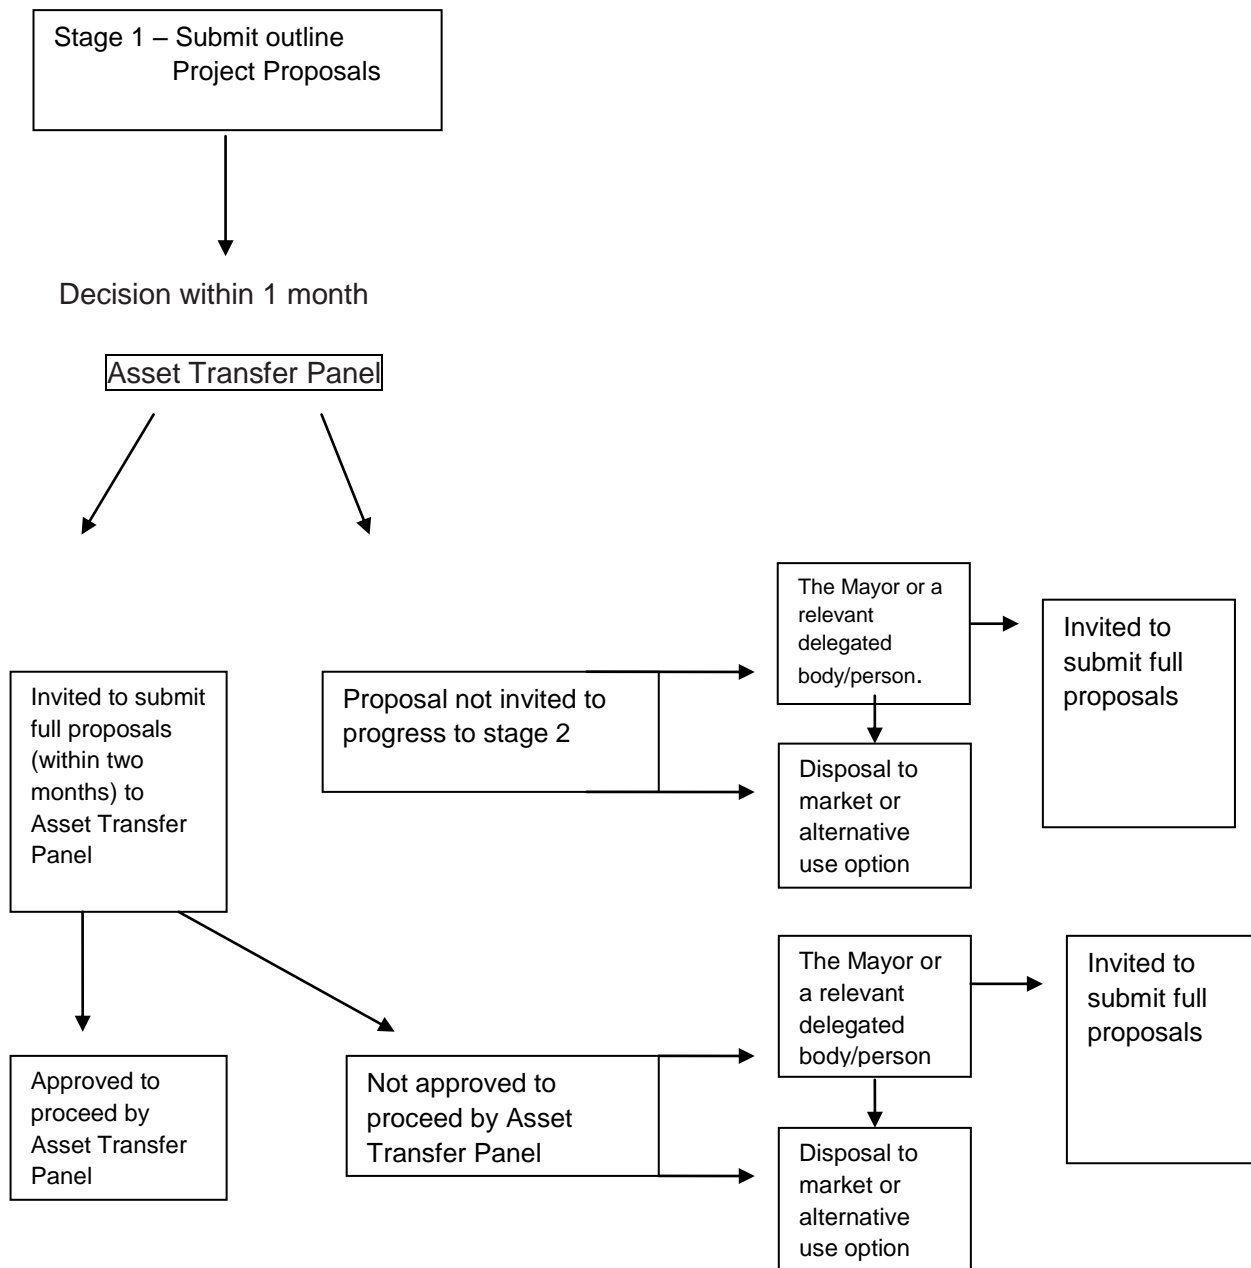 Stage 1 – Submit outline
Project Proposals
Decision within 1 month
Asset Transfer Panel
The Mayor or a
relevant
delegated
body/person.
Invited to
submit full
proposals
Invited to submit
full proposals
(within two
months) to
Asset Transfer
Panel
Proposal not invited to
progress to stage 2
Disposal to
market or
alternative
use option
The Mayor or
a relevant
delegated
body/person
Invited to
submit full
proposals
Approved to
proceed by
Asset Transfer
Panel
Not approved to
proceed by Asset
Transfer Panel
Disposal to
market or
alternative
use option